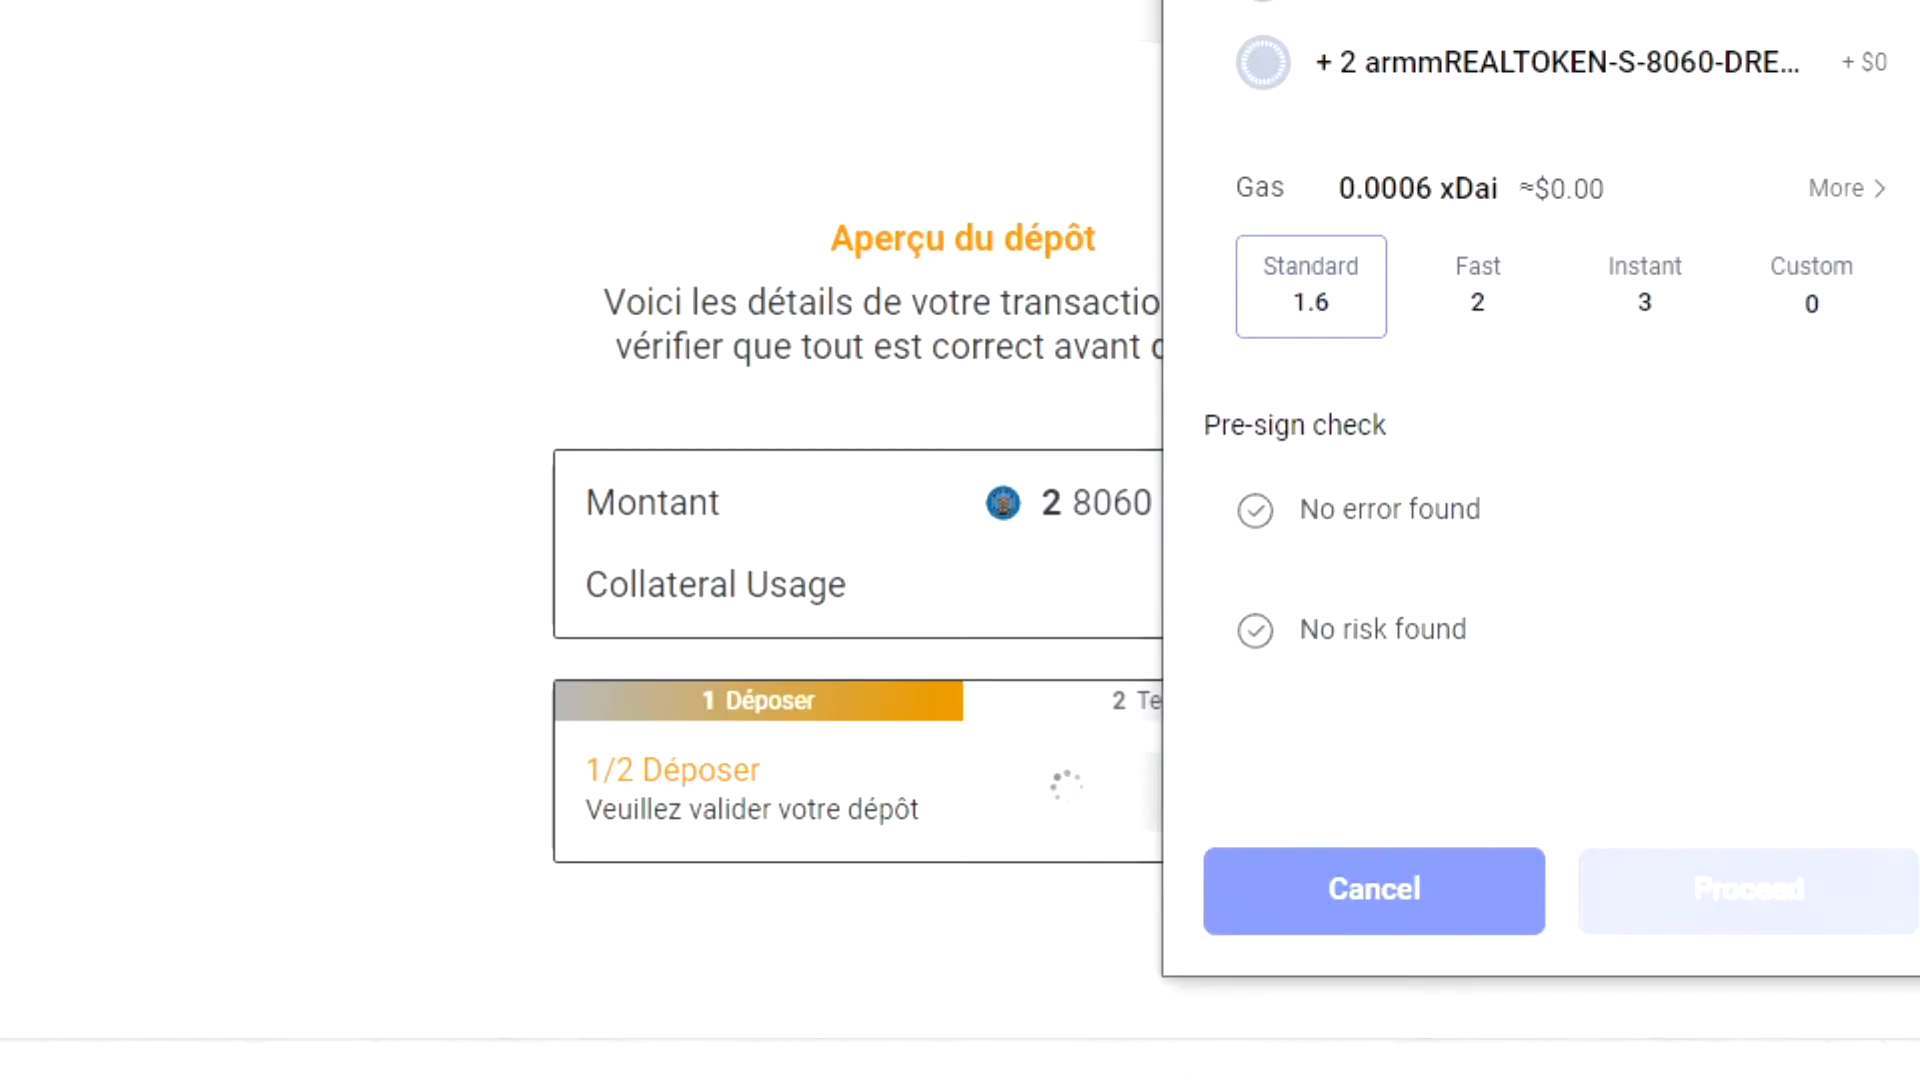 + 2 armmREALTOKEN-S-8060-DRE... + $0
Gas 0.0006 xDai ≈$0.00 More >
Standard Fast Instant Custom
1.6 2 3 0
Aperçu du dépôt
Voici les détails de votre transactio
vérifier que tout est correct avant
Pre-sign check
Montant 2 8060
No error found
Collateral Usage
No risk found
1 Déposer 2 Te
1/2 Déposer
Veuillez valider votre dépôt
Cancel Proceed